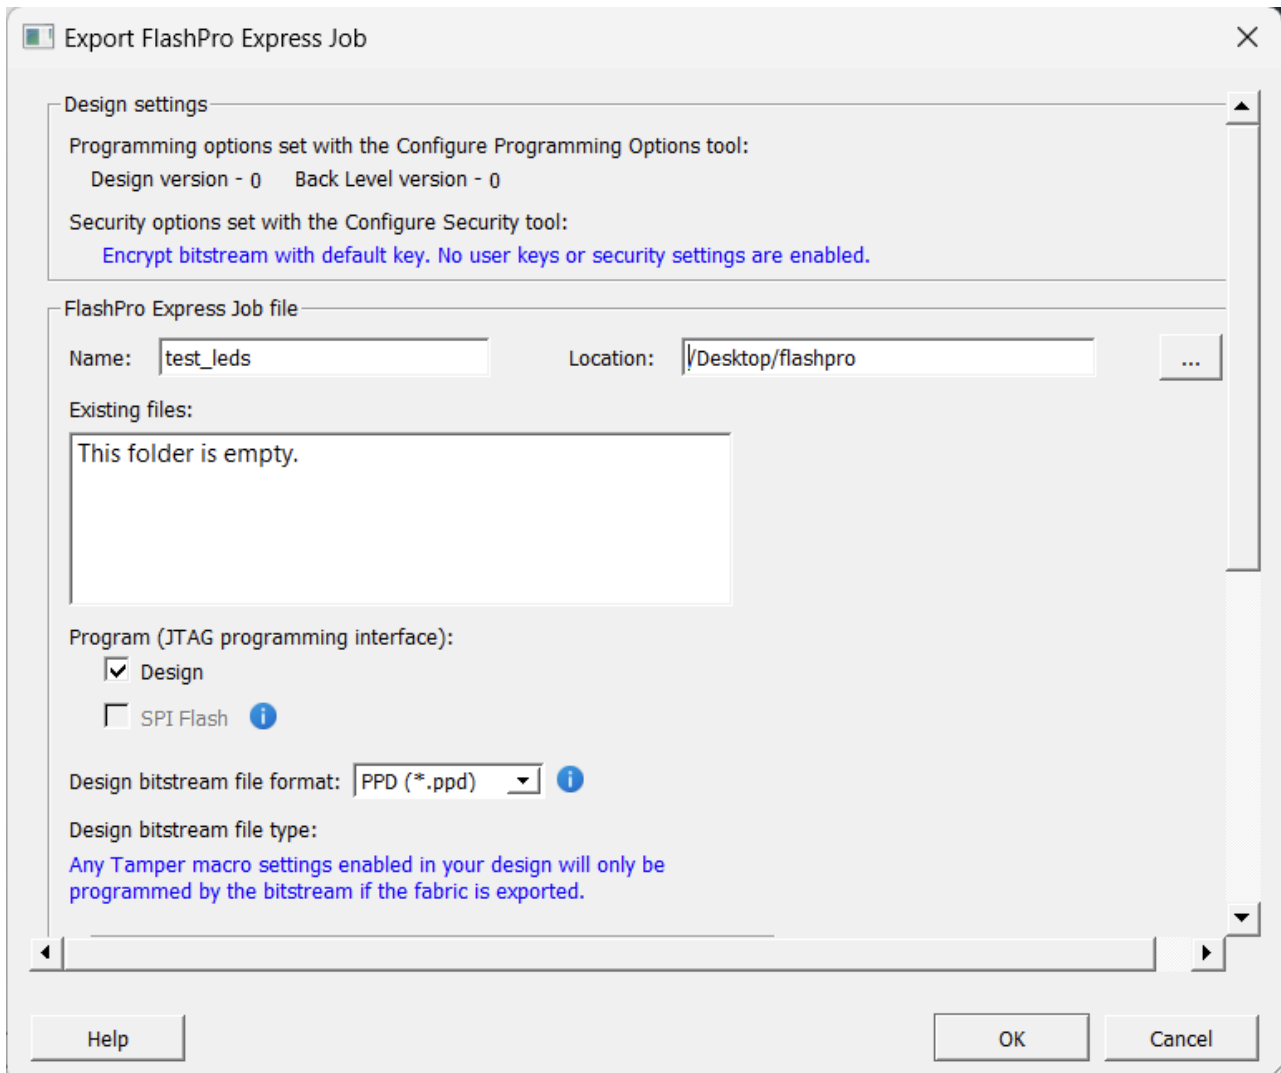 Export FlashPro Express Job
Design settings
Programming options set with the Configure Programming Options tool:
Design version - 0 Back Level version - 0
Security options set with the Configure Security tool:
Encrypt bitstream with default key. No user keys or security settings are enabled.
FlashPro Express Job file
Name: test_leds Location: /Desktop/flashpro ...
Existing files:
This folder is empty.
Program (JTAG programming interface):
Design
SPI Flash
Design bitstream file format: PPD (*.ppd)
Design bitstream file type:
Any Tamper macro settings enabled in your design will only be
programmed by the bitstream if the fabric is exported.
Help OK Cancel